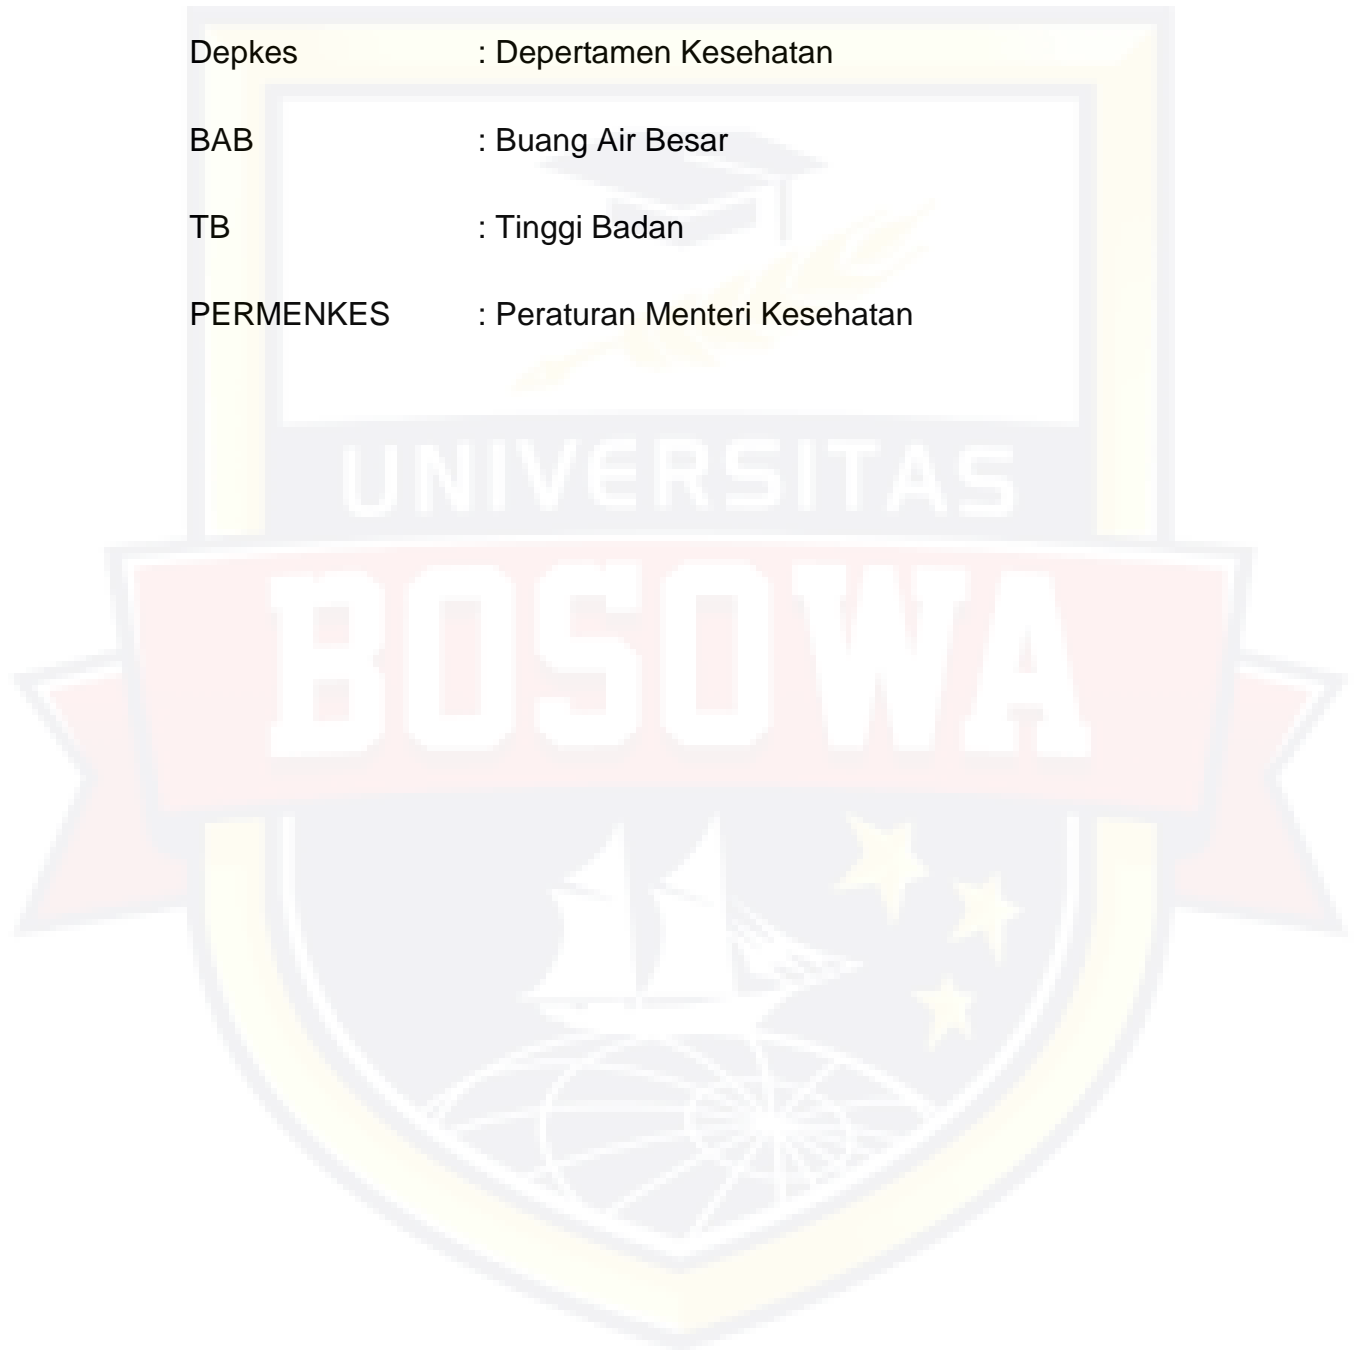 Depkes : Depertamen Kesehatan
BAB : Buang Air Besar
TB : Tinggi Badan
PERMENKES : Peraturan Menteri Kesehatan
UNIVERSITAS
BOSOWA